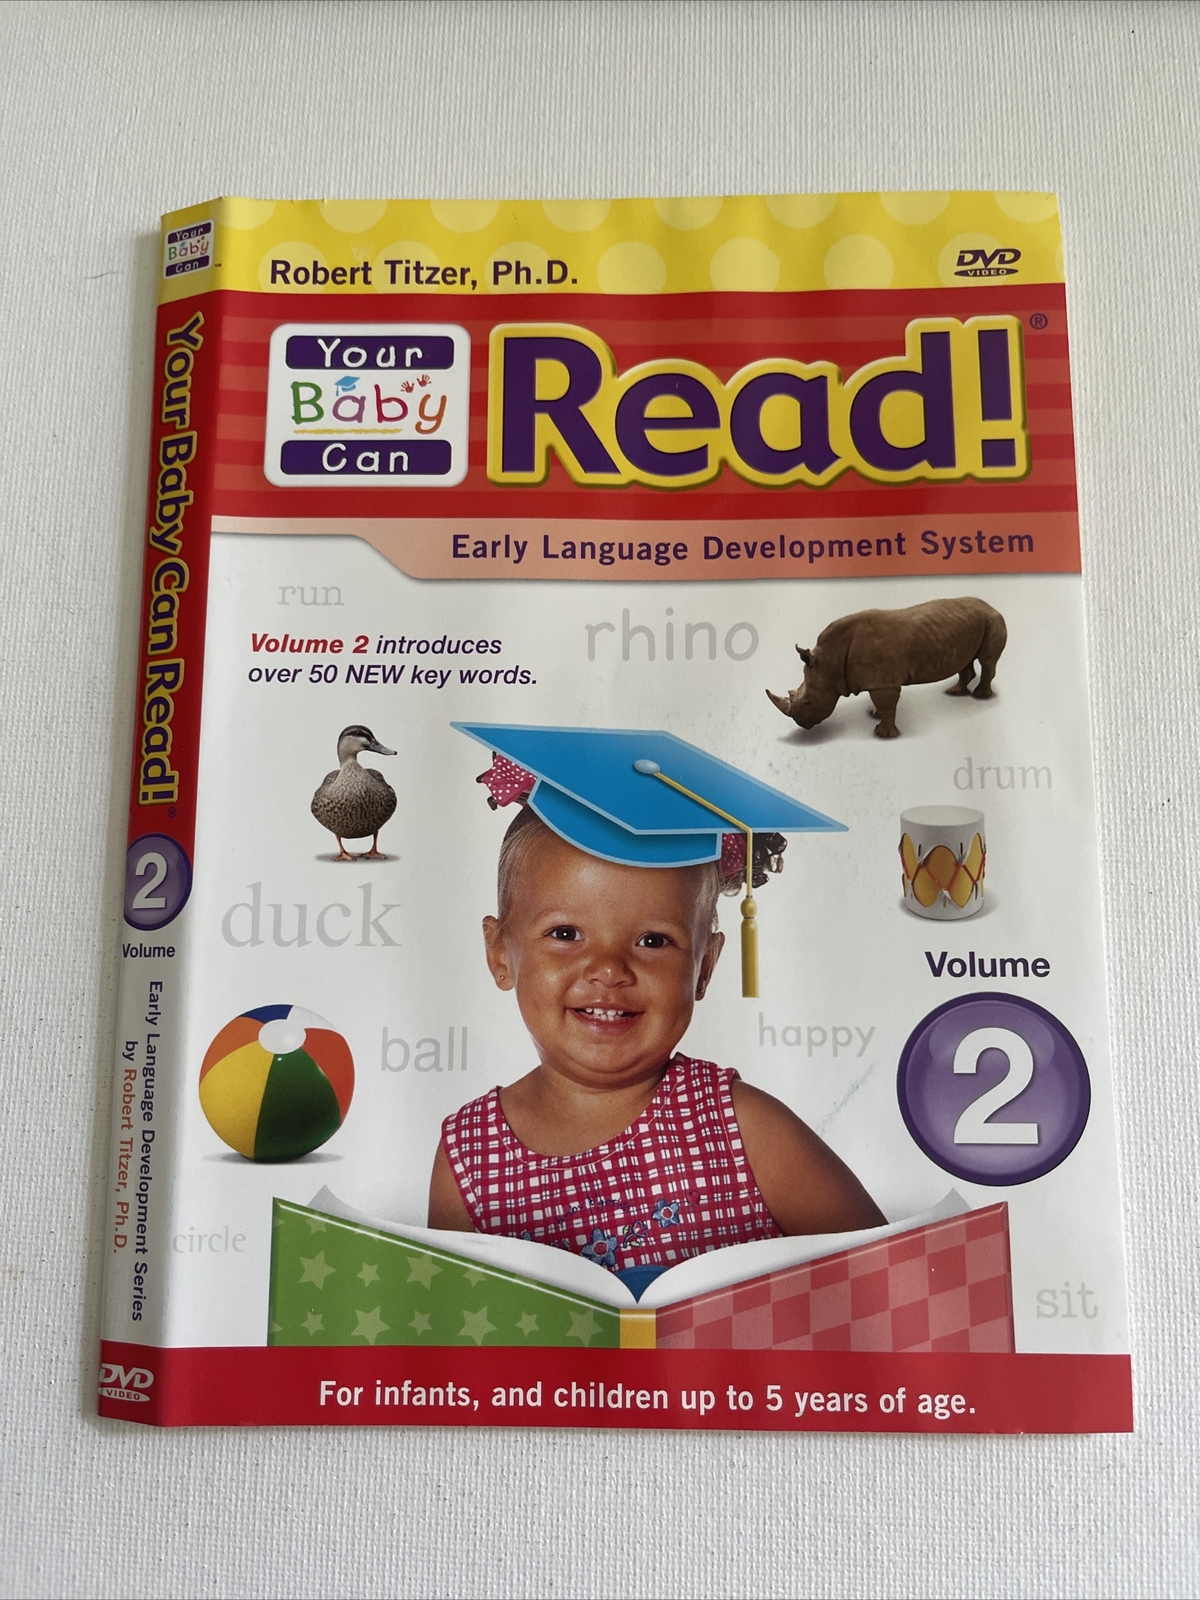 Your
Baby
Can
™
Your Baby Can Read!
®
2
Volume
Early Language Development Series
by Robert Titzer, Ph.D.
DVD
VIDEO
Robert Titzer, Ph.D.
DVD
VIDEO
Your
Baby
Can
Read!
®
Early Language Development System
run
Volume 2 introduces
over 50 NEW key words.
rhino
drum
duck
Volume
2
ball
happy
circle
sit
For infants, and children up to 5 years of age.